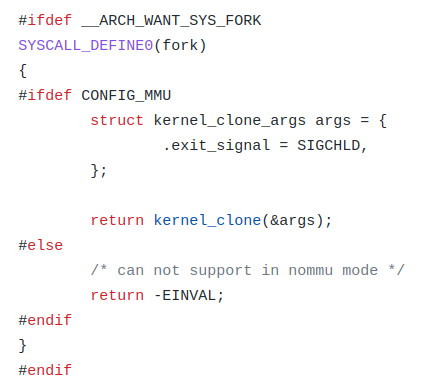 #ifdef __ARCH_WANT_SYS_FORK
SYSCALL_DEFINE0(fork)
{
#ifdef CONFIG_MMU
        struct kernel_clone_args args = {
                .exit_signal = SIGCHLD,
        };

        return kernel_clone(&args);
#else
        /* can not support in nommu mode */
        return -EINVAL;
#endif
}
#endif